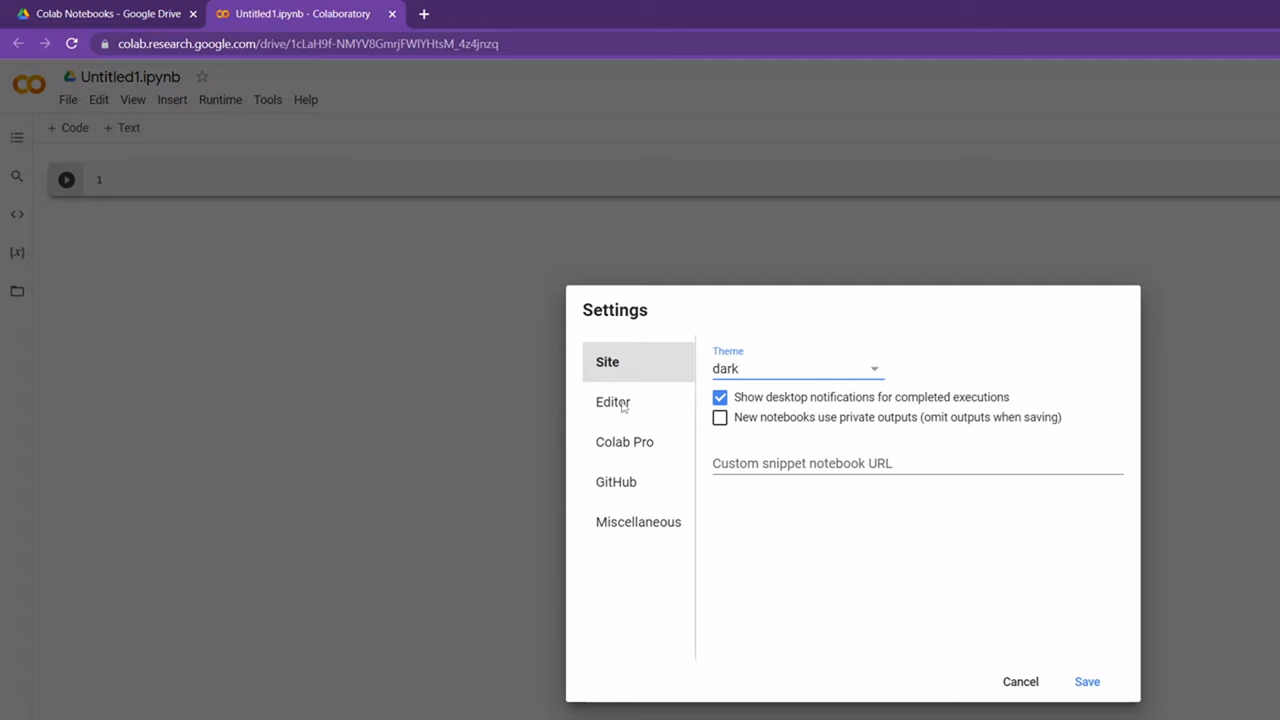 Colab Notebooks - Google Drive
Untitled1.ipynb - Colaboratory
colab.research.google.com/drive/1cLaH9f-NMYV8GmrjFWlYHtsM_4z4jnzq
Untitled1.ipynb
File Edit View Insert Runtime Tools Help
+ Code + Text
1
Settings
Site
Theme
dark
Show desktop notifications for completed executions
Editor
New notebooks use private outputs (omit outputs when saving)
Colab Pro
Custom snippet notebook URL
GitHub
Miscellaneous
Cancel Save